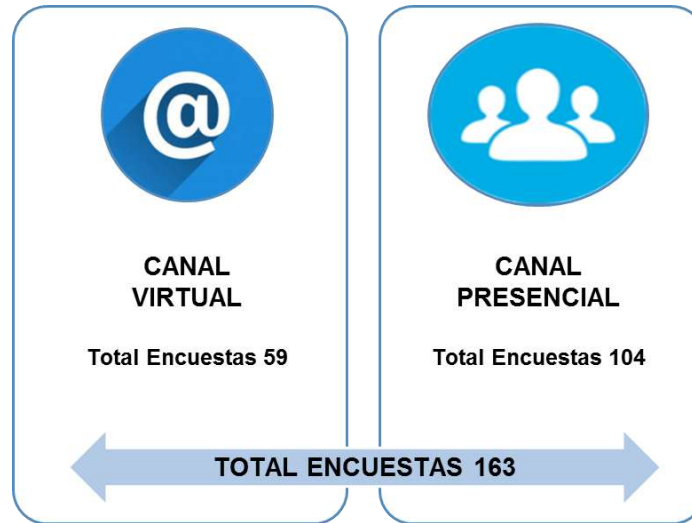 @
CANAL
VIRTUAL
Total Encuestas 59
CANAL
PRESENCIAL
Total Encuestas 104
TOTAL ENCUESTAS 163